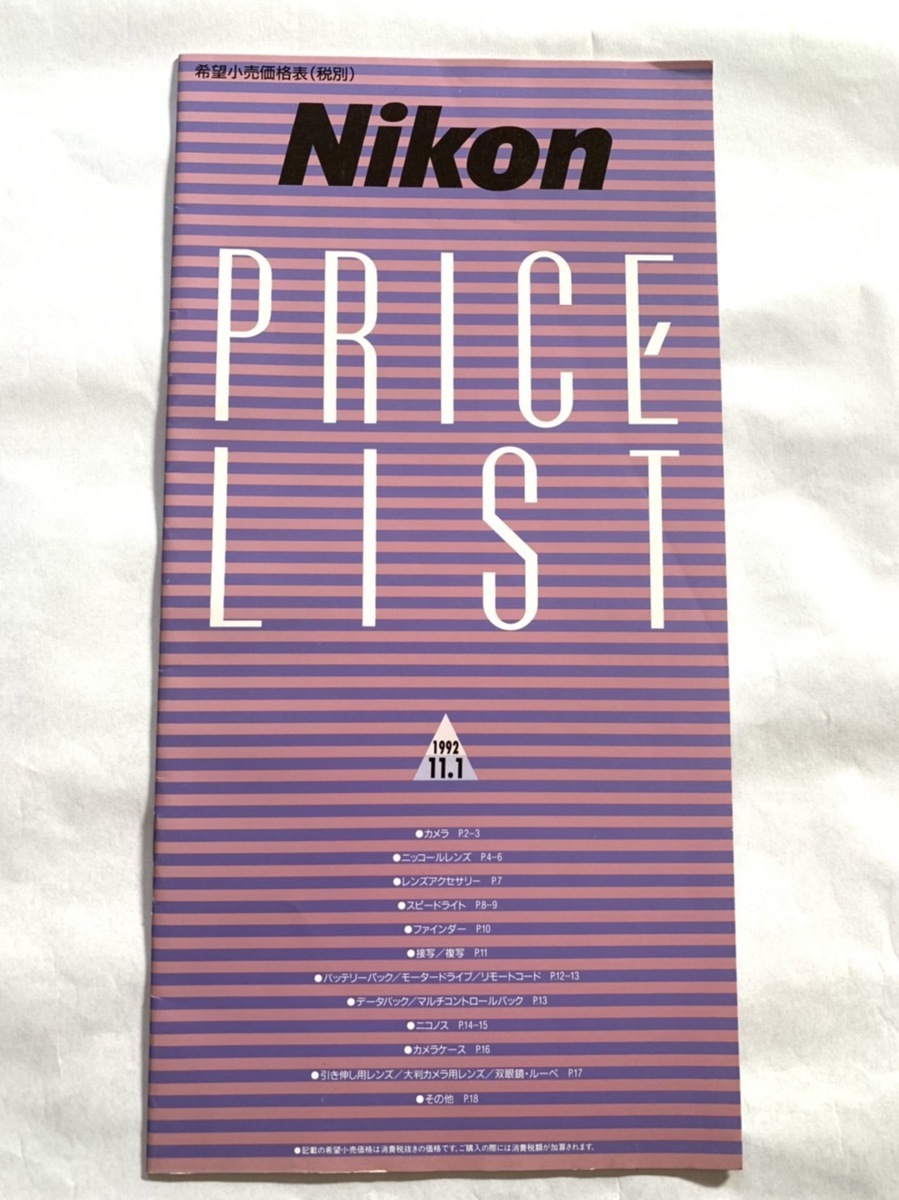 希望小売価格表(税別)
Nikon
PRICE
LIST
1992
11.1
●カメラ P.2-3
●ニッコールレンズ P.4-6
●レンズアクセサリー P.7
●スピードライト P.8-9
●ファインダー P.10
●接写/複写 P.11
●バッテリーパック/モータードライブ/リモートコード P.12-13
●データバック/マルチコントロールバック P.13
●ニコノス P.14-15
●カメラケース P.16
●引き伸し用レンズ/大判カメラ用レンズ/双眼鏡・ルーペ P.17
●その他 P.18
●記載の希望小売価格は消費税抜きの価格です。ご購入の際には消費税額が加算されます。